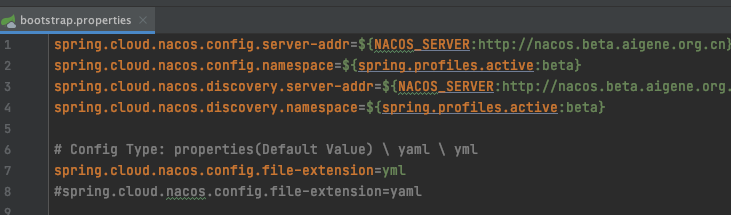 bootstrap.properties
1 spring.cloud.nacos.config.server-addr=${NACOS_SERVER:http://nacos.beta.aigene.org.cn}
2 spring.cloud.nacos.config.namespace=${spring.profiles.active:beta}
3 spring.cloud.nacos.discovery.server-addr=${NACOS_SERVER:http://nacos.beta.aigene.org.
4 spring.cloud.nacos.discovery.namespace=${spring.profiles.active:beta}
5
6 # Config Type: properties(Default Value) \ yaml \ yml
7 spring.cloud.nacos.config.file-extension=yml
8 #spring.cloud.nacos.config.file-extension=yaml
9